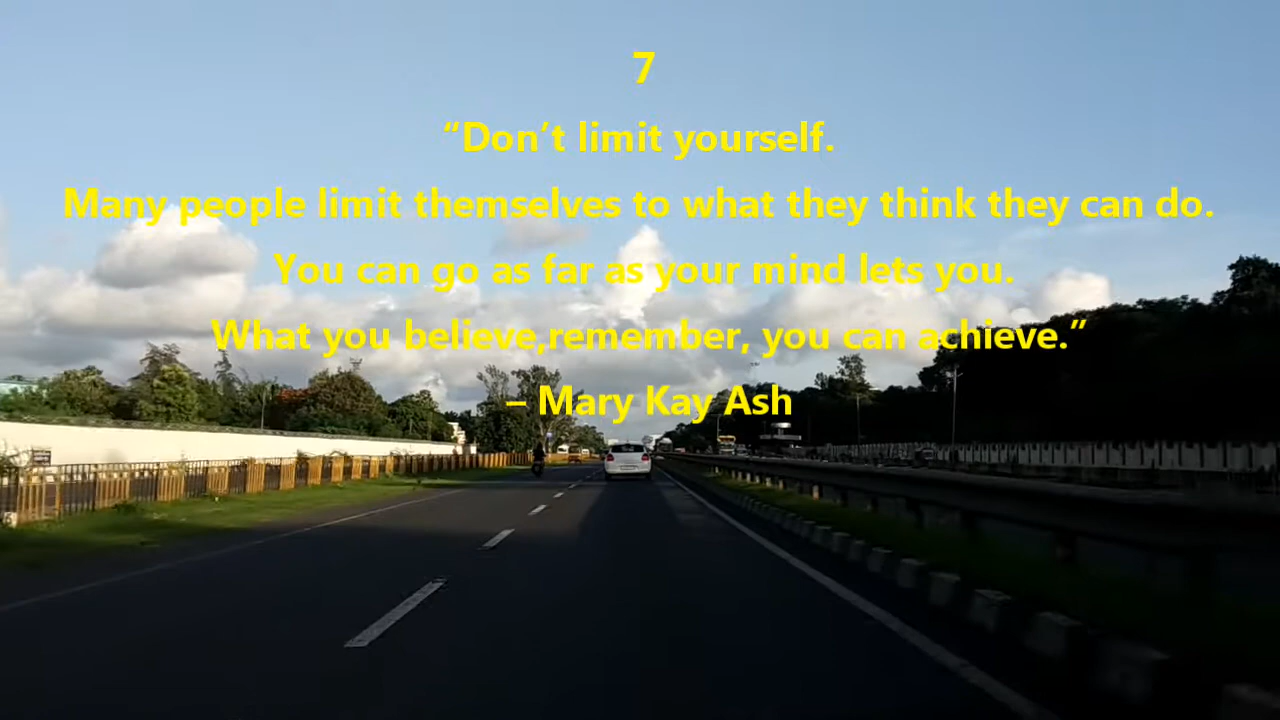 7
“Don’t limit yourself.
Many people limit themselves to what they think they can do.
You can go as far as your mind lets you.
What you believe,remember, you can achieve.”
– Mary Kay Ash